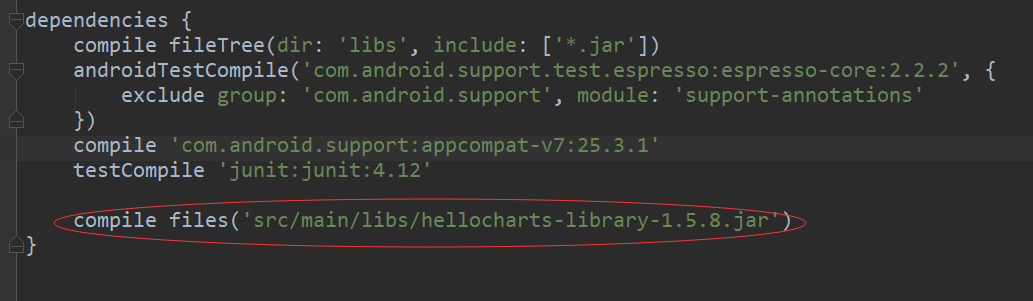 dependencies {
    compile fileTree(dir: 'libs', include: ['*.jar'])
    androidTestCompile('com.android.support.test.espresso:espresso-core:2.2.2', {
        exclude group: 'com.android.support', module: 'support-annotations'
    })
    compile 'com.android.support:appcompat-v7:25.3.1'
    testCompile 'junit:junit:4.12'
    compile files('src/main/libs/hellocharts-library-1.5.8.jar')
}